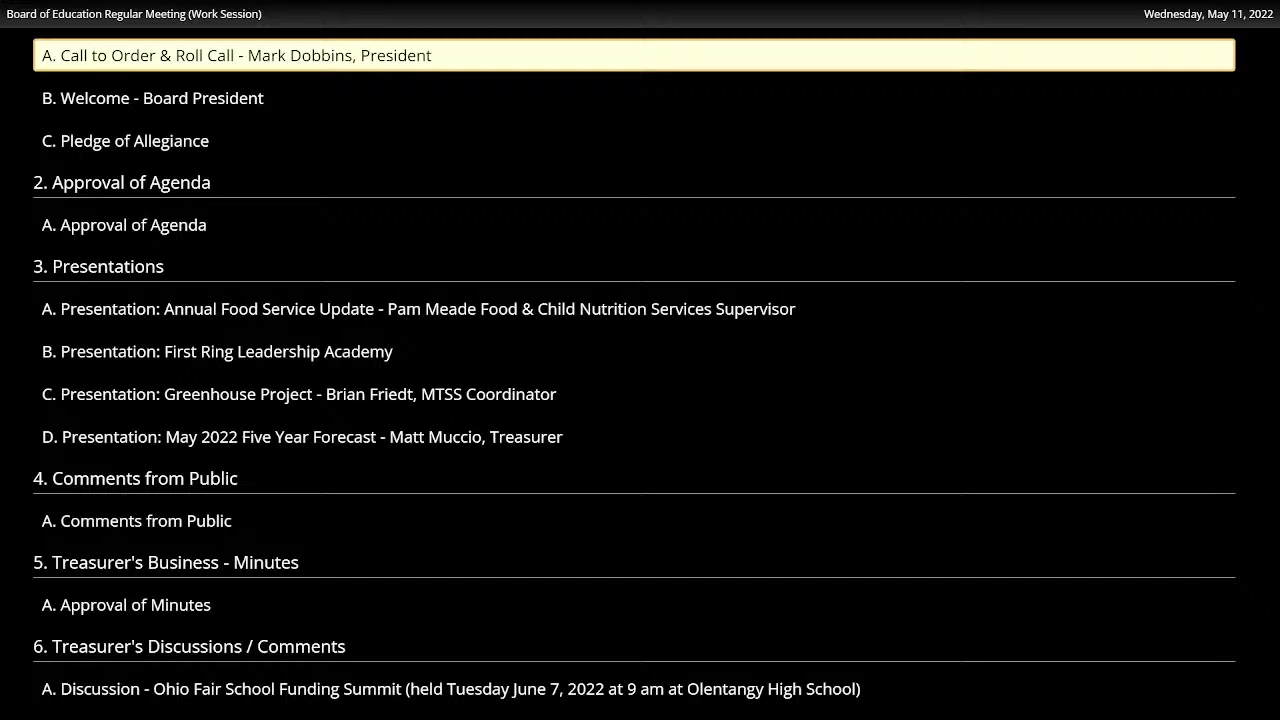 Board of Education Regular Meeting (Work Session)
Wednesday, May 11, 2022
A. Call to Order & Roll Call - Mark Dobbins, President
B. Welcome - Board President
C. Pledge of Allegiance
2. Approval of Agenda
A. Approval of Agenda
3. Presentations
A. Presentation: Annual Food Service Update - Pam Meade Food & Child Nutrition Services Supervisor
B. Presentation: First Ring Leadership Academy
C. Presentation: Greenhouse Project - Brian Friedt, MTSS Coordinator
D. Presentation: May 2022 Five Year Forecast - Matt Muccio, Treasurer
4. Comments from Public
A. Comments from Public
5. Treasurer's Business - Minutes
A. Approval of Minutes
6. Treasurer's Discussions / Comments
A. Discussion - Ohio Fair School Funding Summit (held Tuesday June 7, 2022 at 9 am at Olentangy High School)